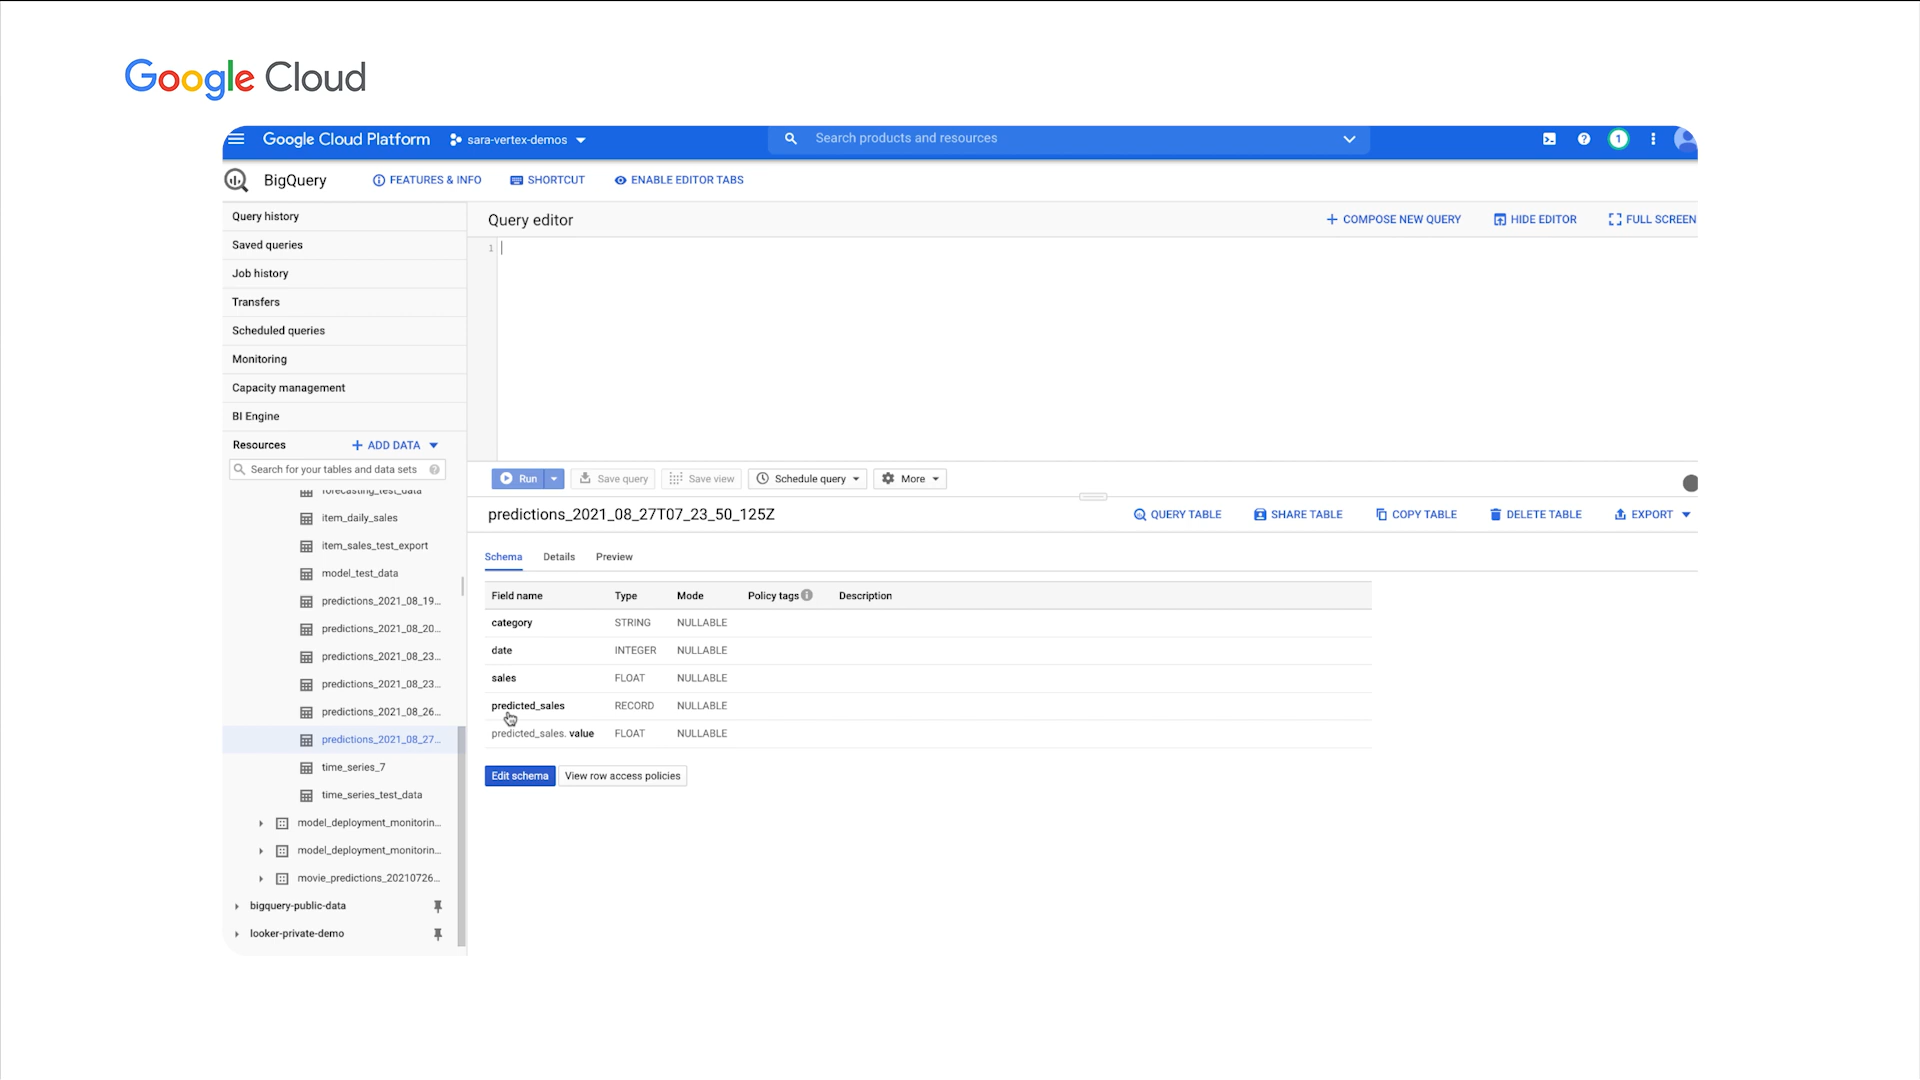 Google Cloud
Google Cloud Platform sara-vertex-demos Search products and resources 1
BigQuery FEATURES & INFO SHORTCUT ENABLE EDITOR TABS
Query history
Saved queries
Job history
Transfers
Scheduled queries
Monitoring
Capacity management
BI Engine
Resources + ADD DATA
Search for your tables and data sets
forecasting_test_data
item_daily_sales
item_sales_test_export
model_test_data
predictions_2021_08_19...
predictions_2021_08_20...
predictions_2021_08_23...
predictions_2021_08_23...
predictions_2021_08_26...
predictions_2021_08_27...
time_series_7
time_series_test_data
model_deployment_monitorin...
model_deployment_monitorin...
movie_predictions_20210726...
bigquery-public-data
looker-private-demo
Query editor + COMPOSE NEW QUERY HIDE EDITOR FULL SCREEN
1
Run Save query Save view Schedule query More
predictions_2021_08_27T07_23_50_125Z QUERY TABLE SHARE TABLE COPY TABLE DELETE TABLE EXPORT
Schema Details Preview
Field name Type Mode Policy tags Description
category STRING NULLABLE
date INTEGER NULLABLE
sales FLOAT NULLABLE
predicted_sales RECORD NULLABLE
predicted_sales. value FLOAT NULLABLE
Edit schema View row access policies